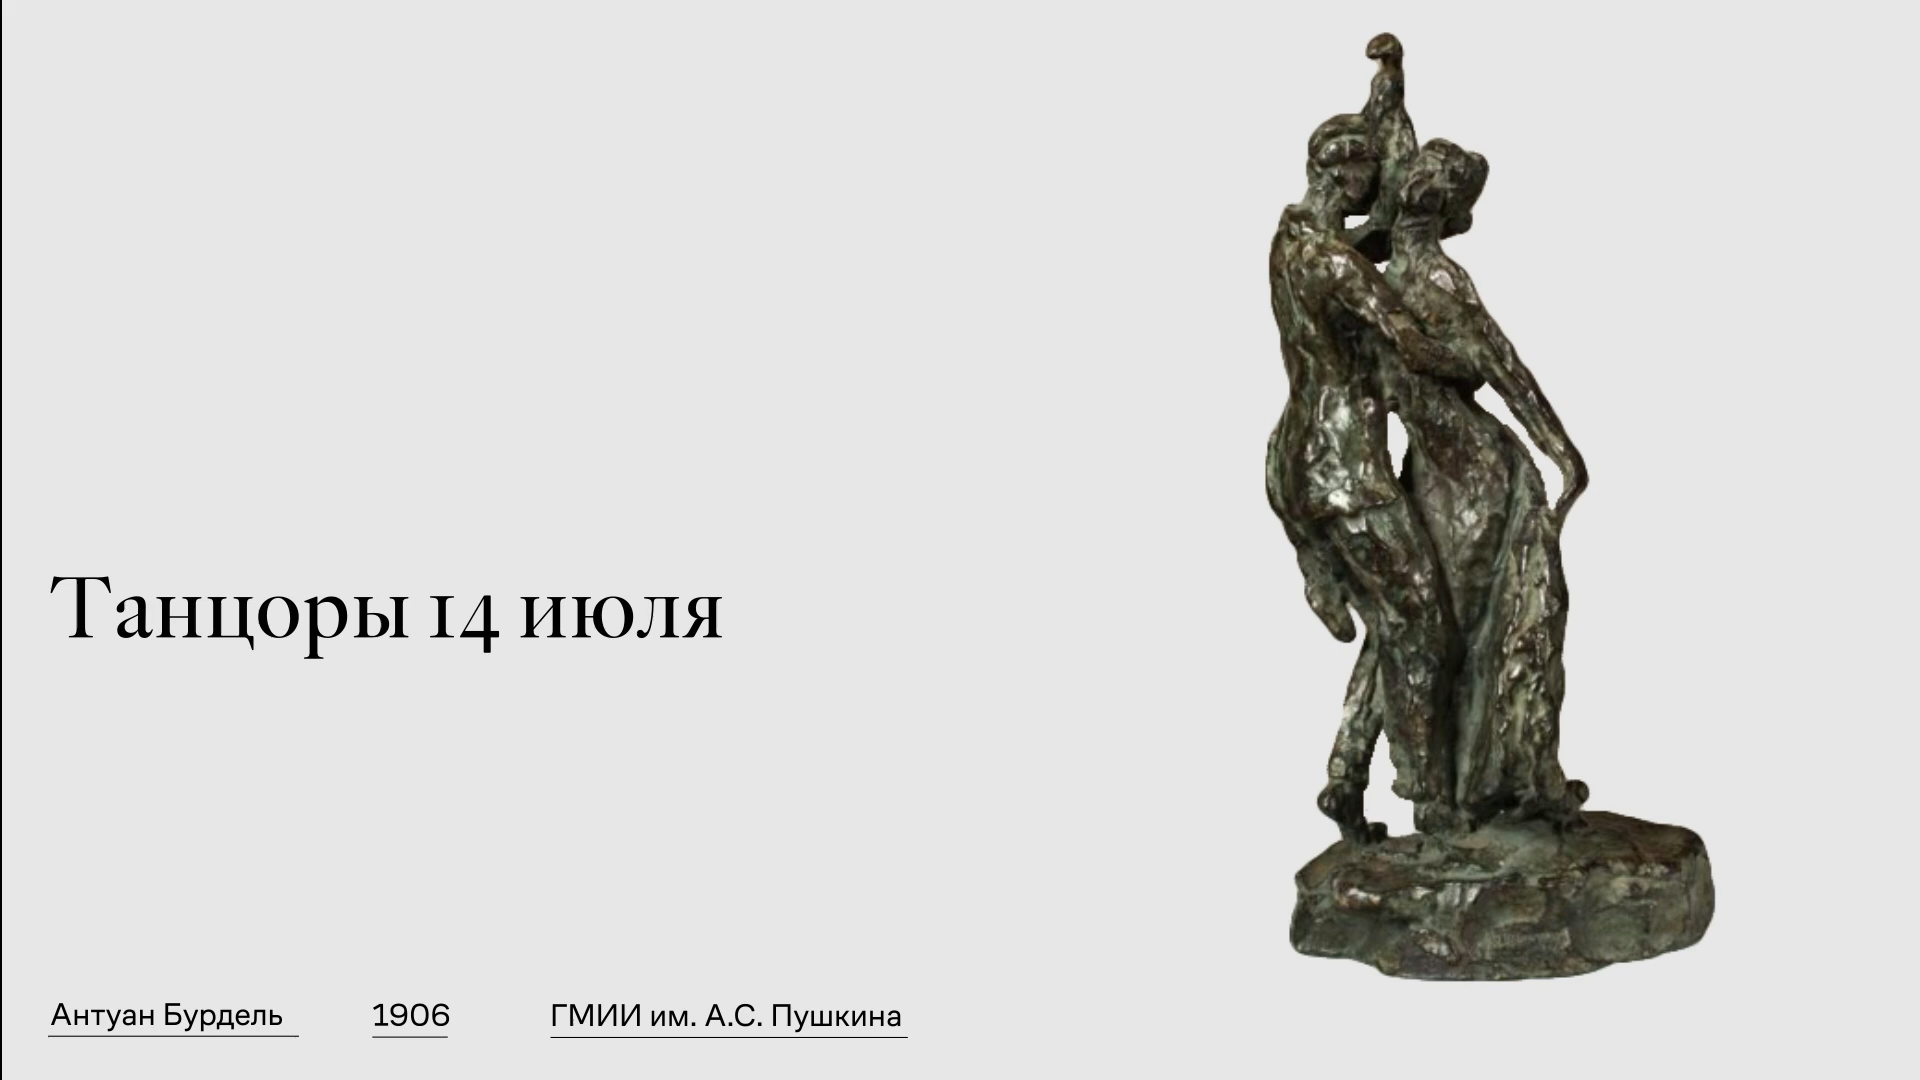 Танцоры 14 июля
Антуан Бурдель
1906
ГМИИ им. А.С. Пушкина